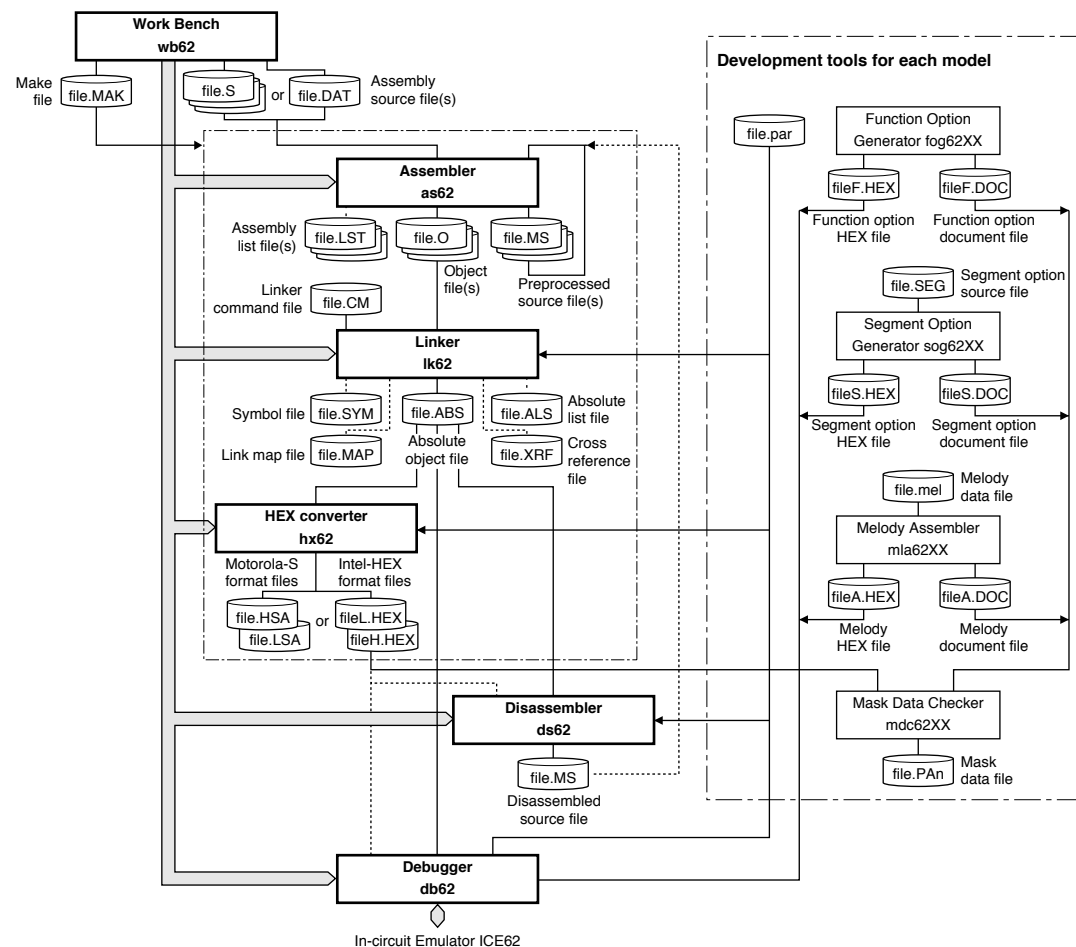 Work Bench
wb62
Make
file
file.MAK
file.S
or
file.DAT
Assembly
source file(s)
Assembler
as62
Assembly
list file(s)
file.LST
file.O
file.MS
Object
file(s)
Preprocessed
source file(s)
Linker
command file
file.CM
Linker
lk62
Symbol file
file.SYM
file.ABS
file.ALS
Absolute
list file
Link map file
file.MAP
Absolute
object file
file.XRF
Cross
reference
file
HEX converter
hx62
Motorola-S
format files
Intel-HEX
format files
file.HSA
file.LSA
or
fileL.HEX
fileH.HEX
Disassembler
ds62
file.MS
Disassembled
source file
Debugger
db62
In-circuit Emulator ICE62
Development tools for each model
file.par
Function Option
Generator fog62XX
fileF.HEX
fileF.DOC
Function option
HEX file
Function option
document file
file.SEG
Segment option
source file
Segment Option
Generator sog62XX
fileS.HEX
fileS.DOC
Segment option
HEX file
Segment option
document file
file.mel
Melody
data file
Melody Assembler
mla62XX
fileA.HEX
fileA.DOC
Melody
HEX file
Melody
document file
Mask Data Checker
mdc62XX
file.PAn
Mask
data file